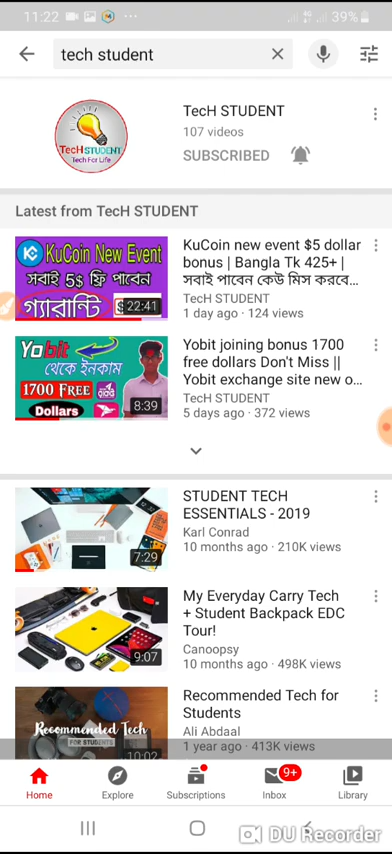 11:22
39%
tech student
TecH STUDENT
107 videos
TecH STUDENT
Tech For Life
SUBSCRIBED
Latest from TecH STUDENT
KuCoin New Event
সবাই 5$ ফ্রি পাবেন
গ্যারান্টি
22:41
KuCoin new event $5 dollar
bonus | Bangla Tk 425+ |
সবাই পাবেন কেউ মিস করবে...
TecH STUDENT
1 day ago · 124 views
Yobit
থেকে ইনকাম
1700 FREE
Dollars
8:39
Yobit joining bonus 1700
free dollars Don't Miss ||
Yobit exchange site new o...
TecH STUDENT
5 days ago · 372 views
7:29
STUDENT TECH
ESSENTIALS - 2019
Karl Conrad
10 months ago · 210K views
9:07
My Everyday Carry Tech
+ Student Backpack EDC
Tour!
Canoopsy
10 months ago · 498K views
Recommended Tech
FOR STUDENTS
10:02
Recommended Tech for
Students
Ali Abdaal
1 year ago · 413K views
9+
Home
Explore
Subscriptions
Inbox
Library
DU Recorder